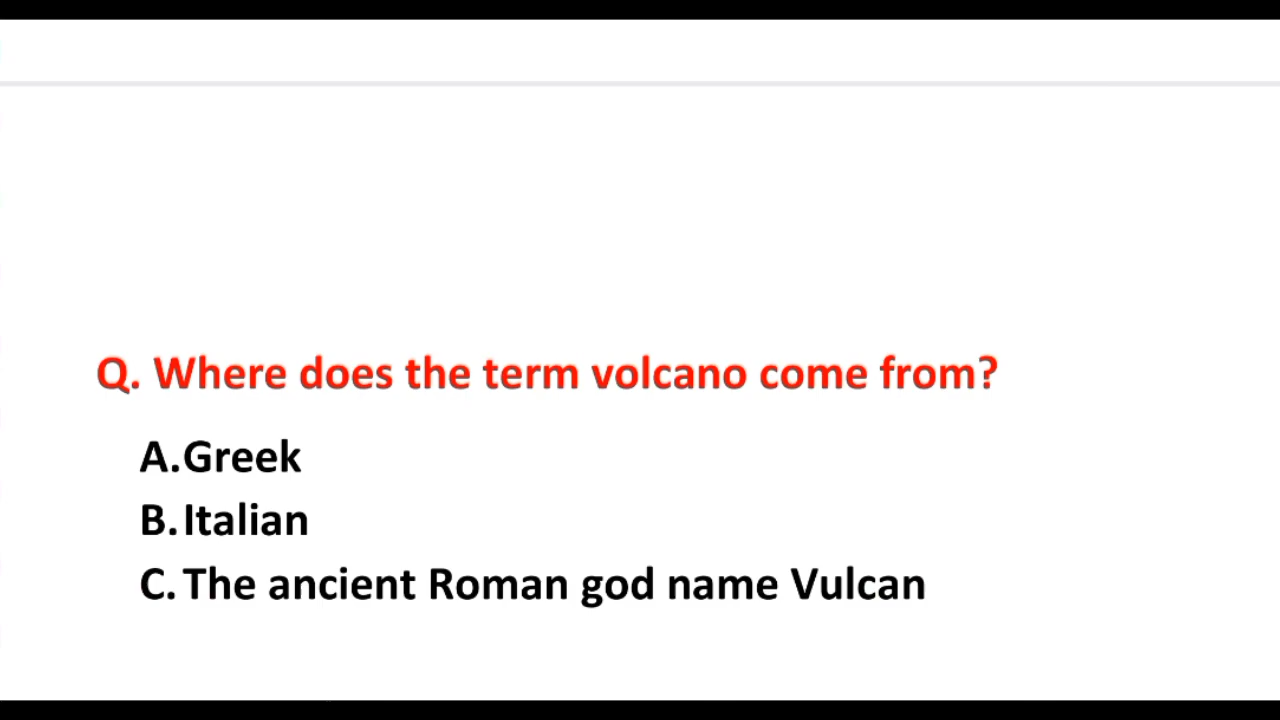 Q. Where does the term volcano come from?
A.Greek
B.Italian
C.The ancient Roman god name Vulcan